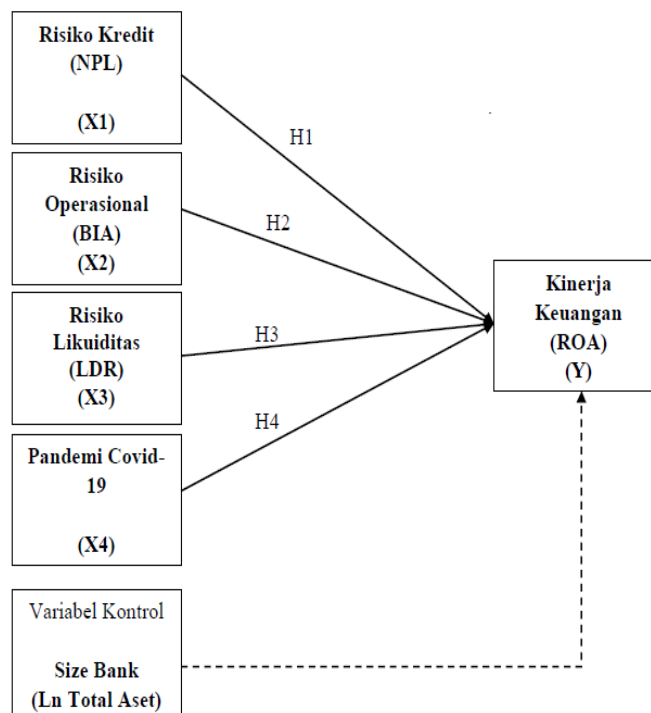 Risiko Kredit
(NPL)
(X1)
H1
Risiko
Operasional
(BIA)
(X2)
H2
Risiko
Likuiditas
(LDR)
(X3)
H3
Pandemi Covid-
19
(X4)
H4
Kinerja
Keuangan
(ROA)
(Y)
Variabel Kontrol
Size Bank
(Ln Total Aset)